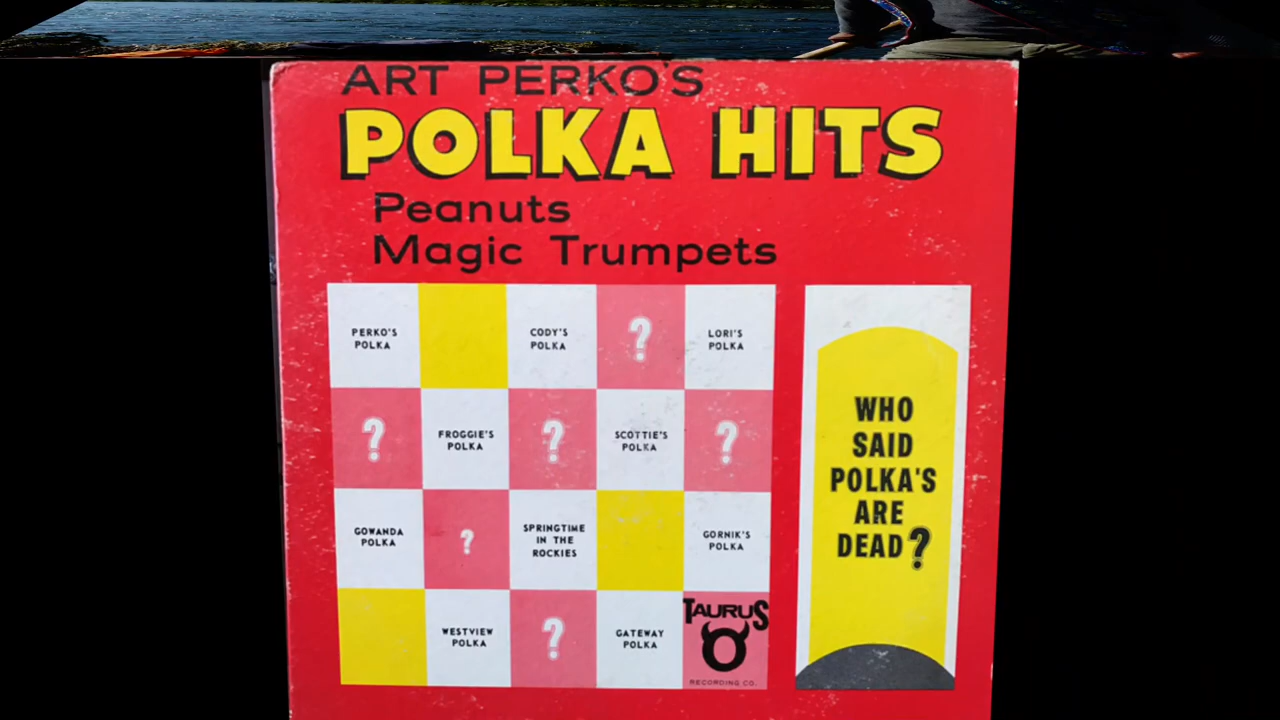 ART PERKO'S
POLKA HITS
Peanuts
Magic Trumpets
PERKO'S
POLKA
CODY'S
POLKA
?
LORI'S
POLKA
?
FROGGIE'S
POLKA
?
SCOTTIE'S
POLKA
?
GOWANDA
POLKA
?
SPRINGTIME
IN THE
ROCKIES
GORNIK'S
POLKA
WESTVIEW
POLKA
?
GATEWAY
POLKA
TAURUS
RECORDING CO.
WHO
SAID
POLKA'S
ARE
DEAD?